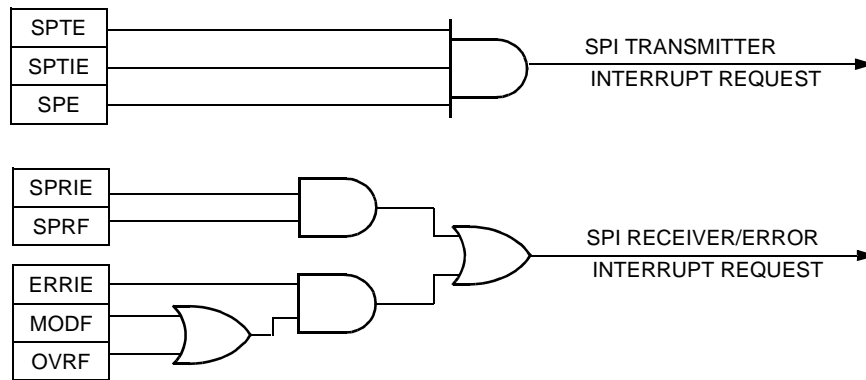 SPTE
SPTIE
SPE
SPI TRANSMITTER
INTERRUPT REQUEST
SPRIE
SPRF
ERRIE
MODF
OVRF
SPI RECEIVER/ERROR
INTERRUPT REQUEST